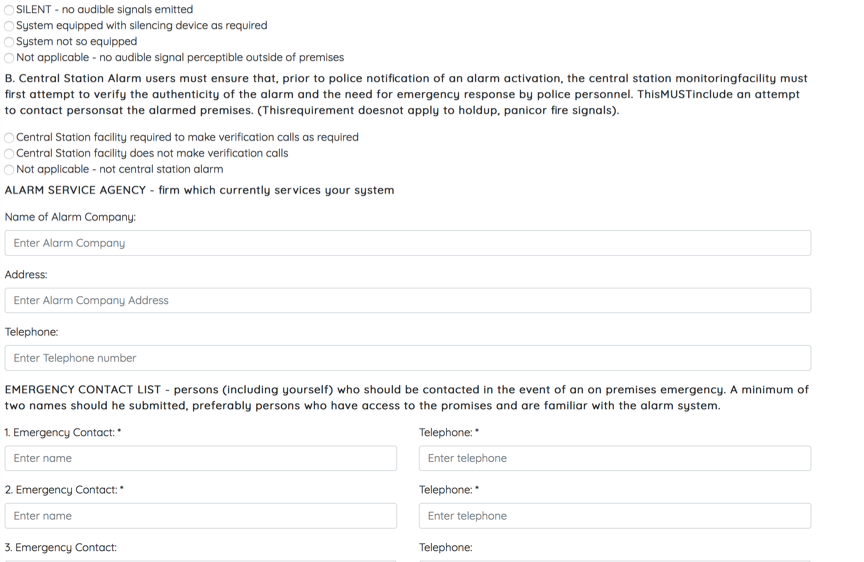 SILENT - no audible signals emitted
System equipped with silencing device as required
System not so equipped
Not applicable - no audible signal perceptible outside of premises
B. Central Station Alarm users must ensure that, prior to police notification of an alarm activation, the central station monitoringfacility must
first attempt to verify the authenticity of the alarm and the need for emergency response by police personnel. ThisMUSTinclude an attempt
to contact personsat the alarmed premises. (Thisrequirement doesnot apply to holdup, panicor fire signals).
Central Station facility required to make verification calls as required
Central Station facility does not make verification calls
Not applicable - not central station alarm
ALARM SERVICE AGENCY - firm which currently services your system
Name of Alarm Company:
Enter Alarm Company
Address:
Enter Alarm Company Address
Telephone:
Enter Telephone number
EMERGENCY CONTACT LIST - persons (including yourself) who should be contacted in the event of an on premises emergency. A minimum of
two names should he submitted, preferably persons who have access to the promises and are familiar with the alarm system.
1. Emergency Contact: * Telephone: *
Enter name Enter telephone
2. Emergency Contact: * Telephone: *
Enter name Enter telephone
3. Emergency Contact: Telephone: